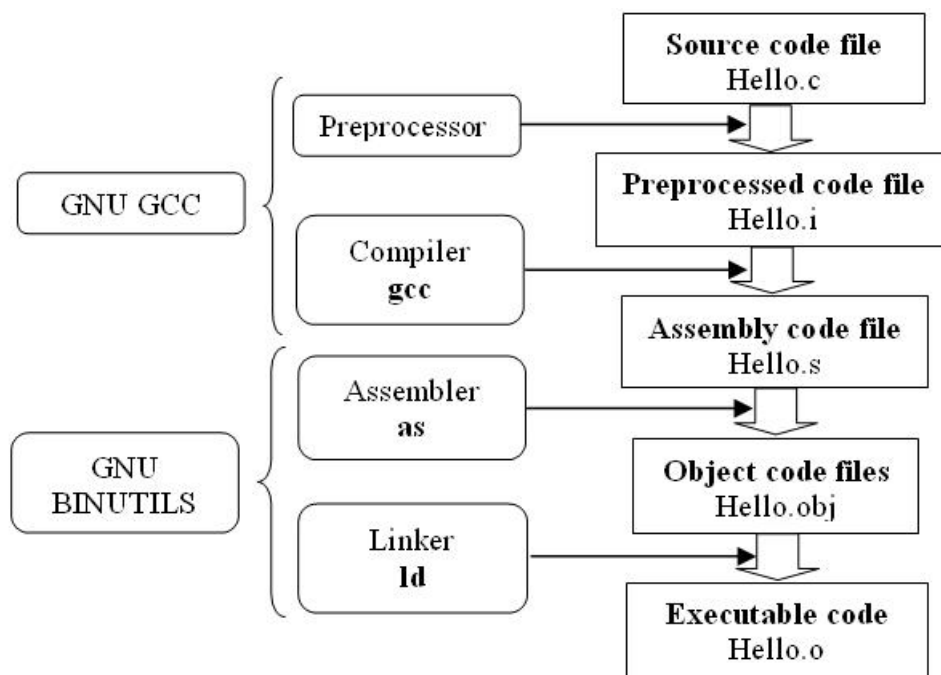 Source code file
Hello.c
Preprocessor
Preprocessed code file
Hello.i
GNU GCC
Compiler
gcc
Assembly code file
Hello.s
Assembler
as
GNU
BINUTILS
Object code files
Hello.obj
Linker
ld
Executable code
Hello.o